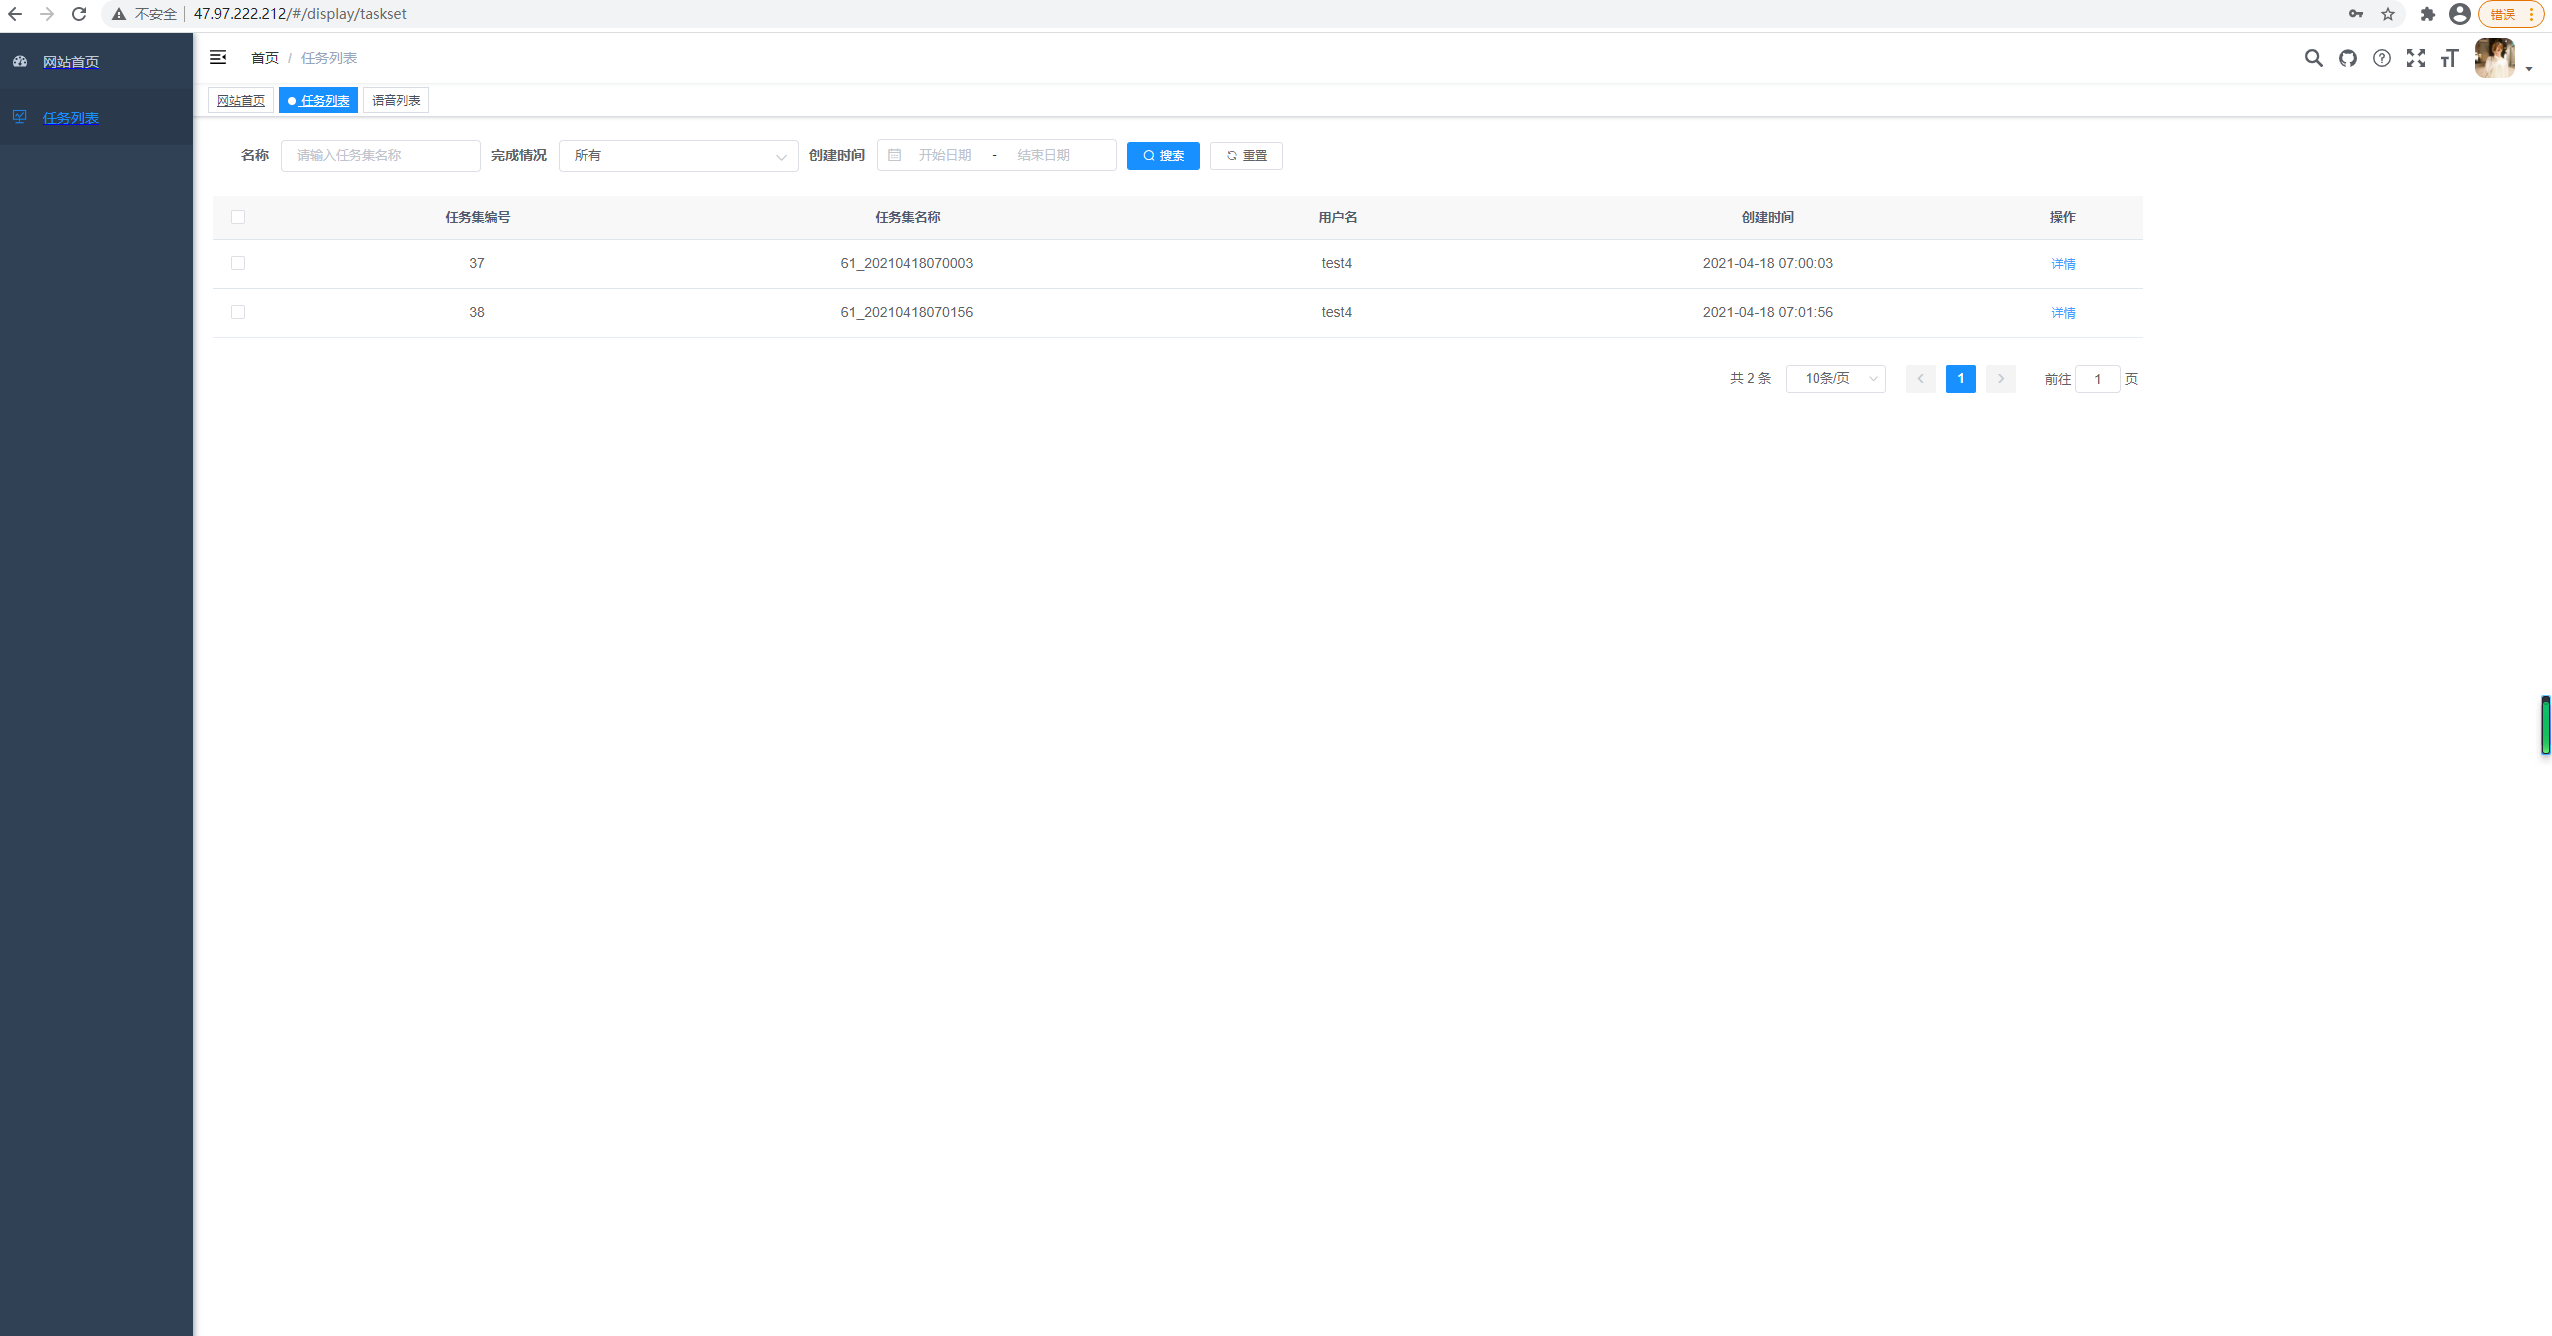 不安全 47.97.222.212/#/display/taskset 错误
网站首页
任务列表
首页 / 任务列表
网站首页 任务列表 语音列表
名称 请输入任务集名称 完成情况 所有 创建时间 开始日期 - 结束日期 搜索 重置
任务集编号 任务集名称 用户名 创建时间 操作
37 61_20210418070003 test4 2021-04-18 07:00:03 详情
38 61_20210418070156 test4 2021-04-18 07:01:56 详情
共 2 条 10条/页 1 前往 1 页